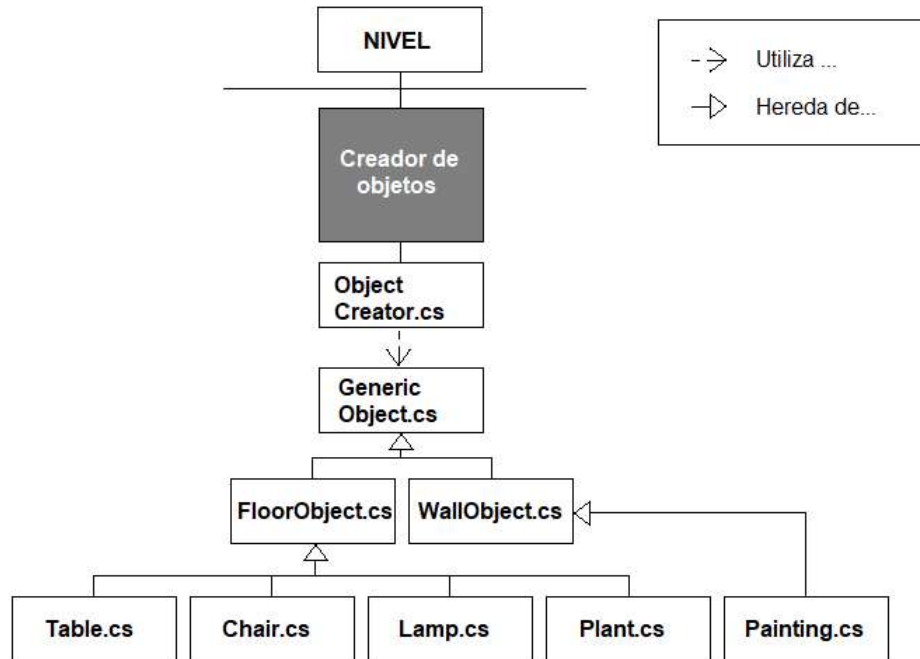 NIVEL
Utiliza ...
Hereda de...
Creador de
objetos
Object
Creator.cs
Generic
Object.cs
FloorObject.cs
WallObject.cs
Table.cs
Chair.cs
Lamp.cs
Plant.cs
Painting.cs